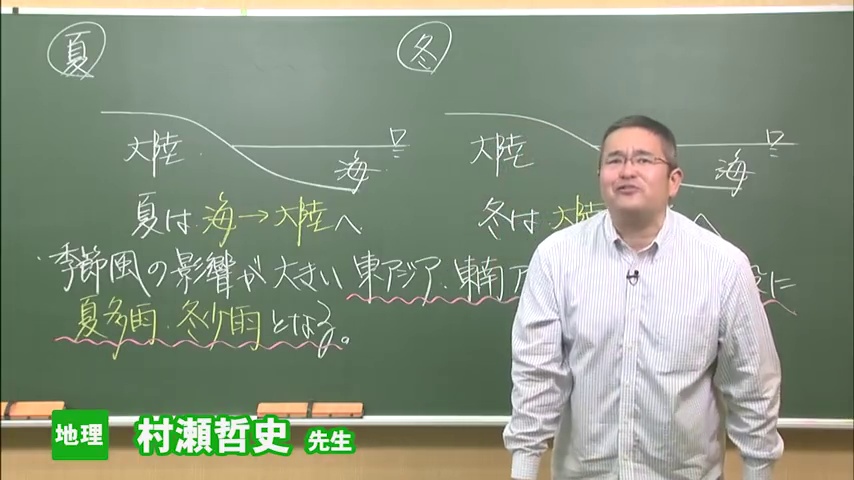 夏
冬
大陸
海
大陸
海
夏は 海→大陸へ
冬は 大陸 へ
季節風の影響が大きい 東アジア・東南ア に
夏多雨・冬少雨となる。
地理 村瀬哲史 先生